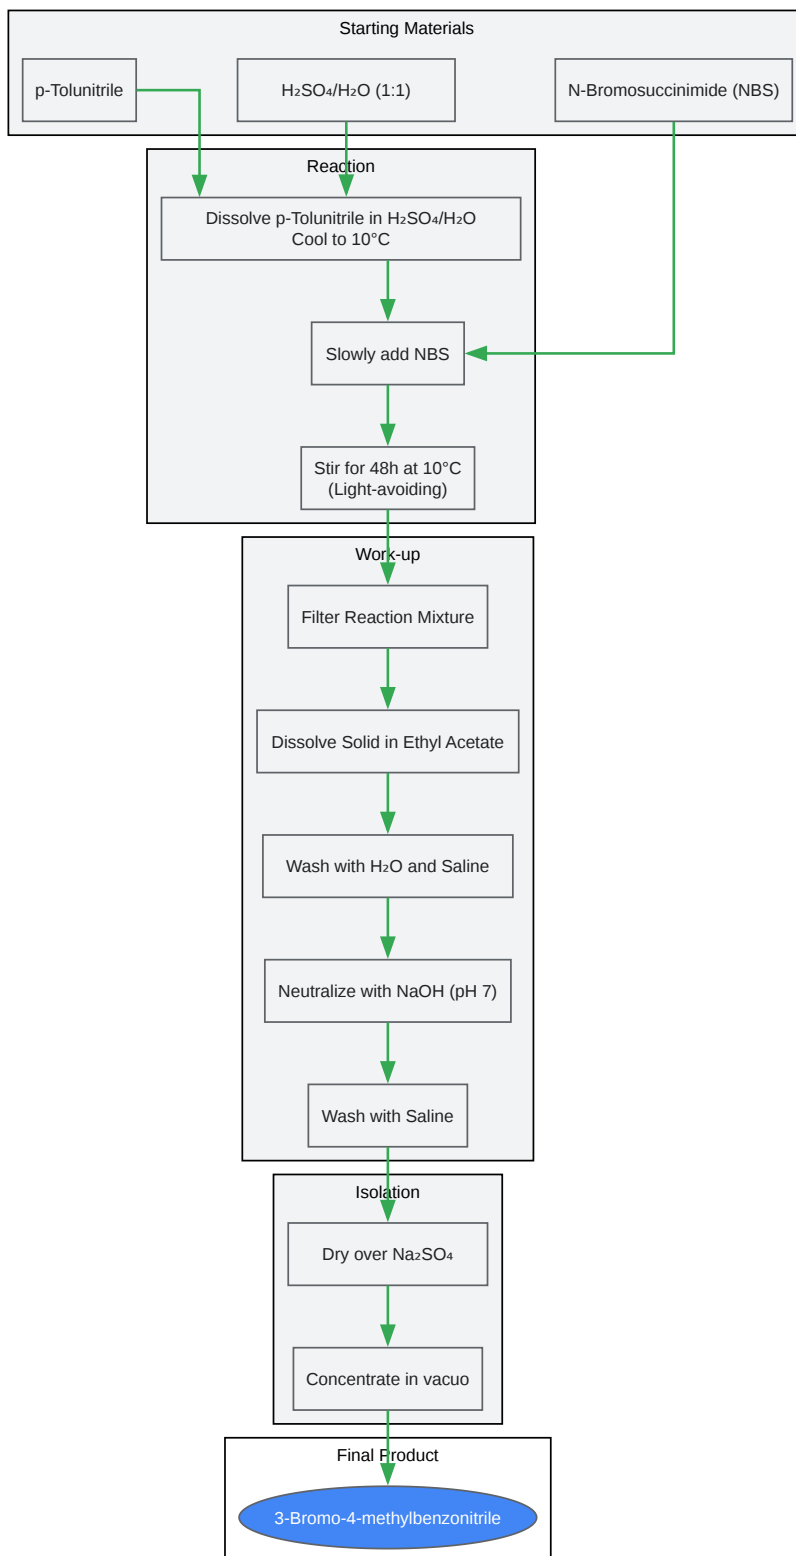 Starting Materials
p-Tolunitrile
H₂SO₄/H₂O (1:1)
N-Bromosuccinimide (NBS)
Reaction
Dissolve p-Tolunitrile in H₂SO₄/H₂O
Cool to 10°C
Slowly add NBS
Stir for 48h at 10°C
(Light-avoiding)
Work-up
Filter Reaction Mixture
Dissolve Solid in Ethyl Acetate
Wash with H₂O and Saline
Neutralize with NaOH (pH 7)
Wash with Saline
Isolation
Dry over Na₂SO₄
Concentrate in vacuo
Final Product
3-Bromo-4-methylbenzonitrile